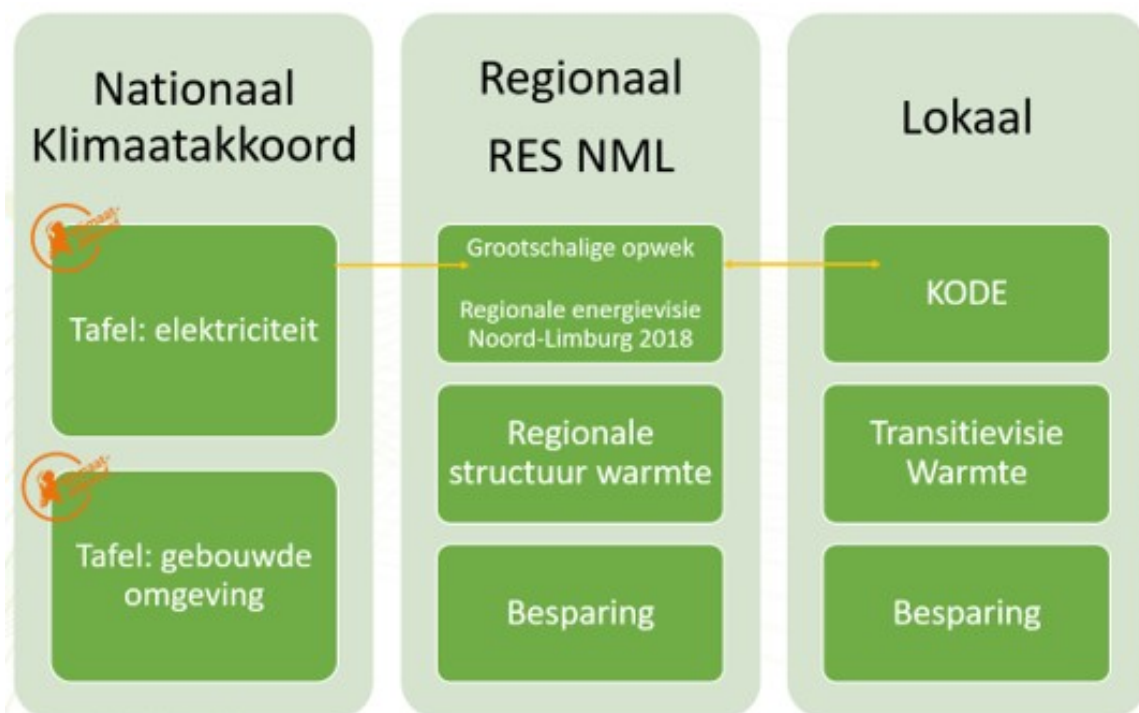 Nationaal
Klimaatakkoord
Tafel: elektriciteit
Tafel: gebouwde
omgeving
Regionaal
RES NML
Grootschalige opwek
Regionale energievisie
Noord-Limburg 2018
Regionale
structuur warmte
Besparing
Lokaal
KODE
Transitievisie
Warmte
Besparing